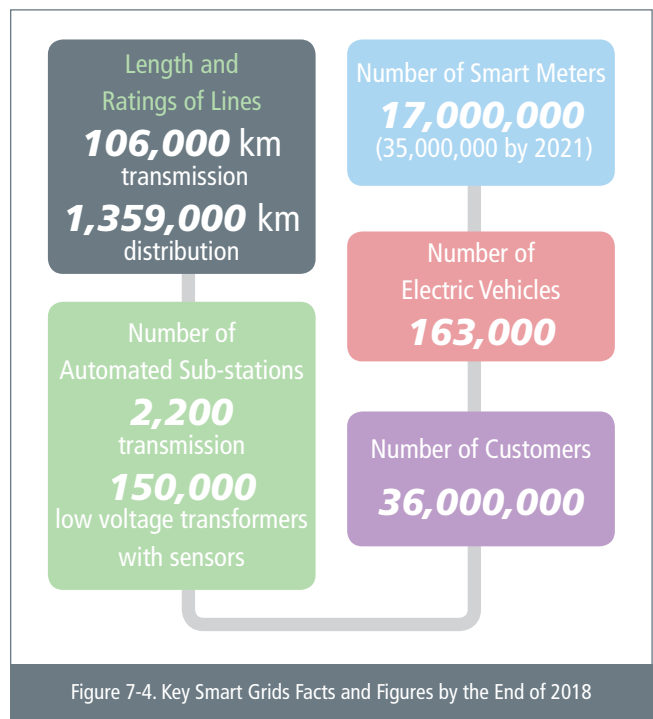 Length and
Ratings of Lines
106,000 km
transmission
1,359,000 km
distribution
Number of
Automated Sub-stations
2,200
transmission
150,000
low voltage transformers
with sensors
Number of Smart Meters
17,000,000
(35,000,000 by 2021)
Number of
Electric Vehicles
163,000
Number of Customers
36,000,000
Figure 7-4. Key Smart Grids Facts and Figures by the End of 2018